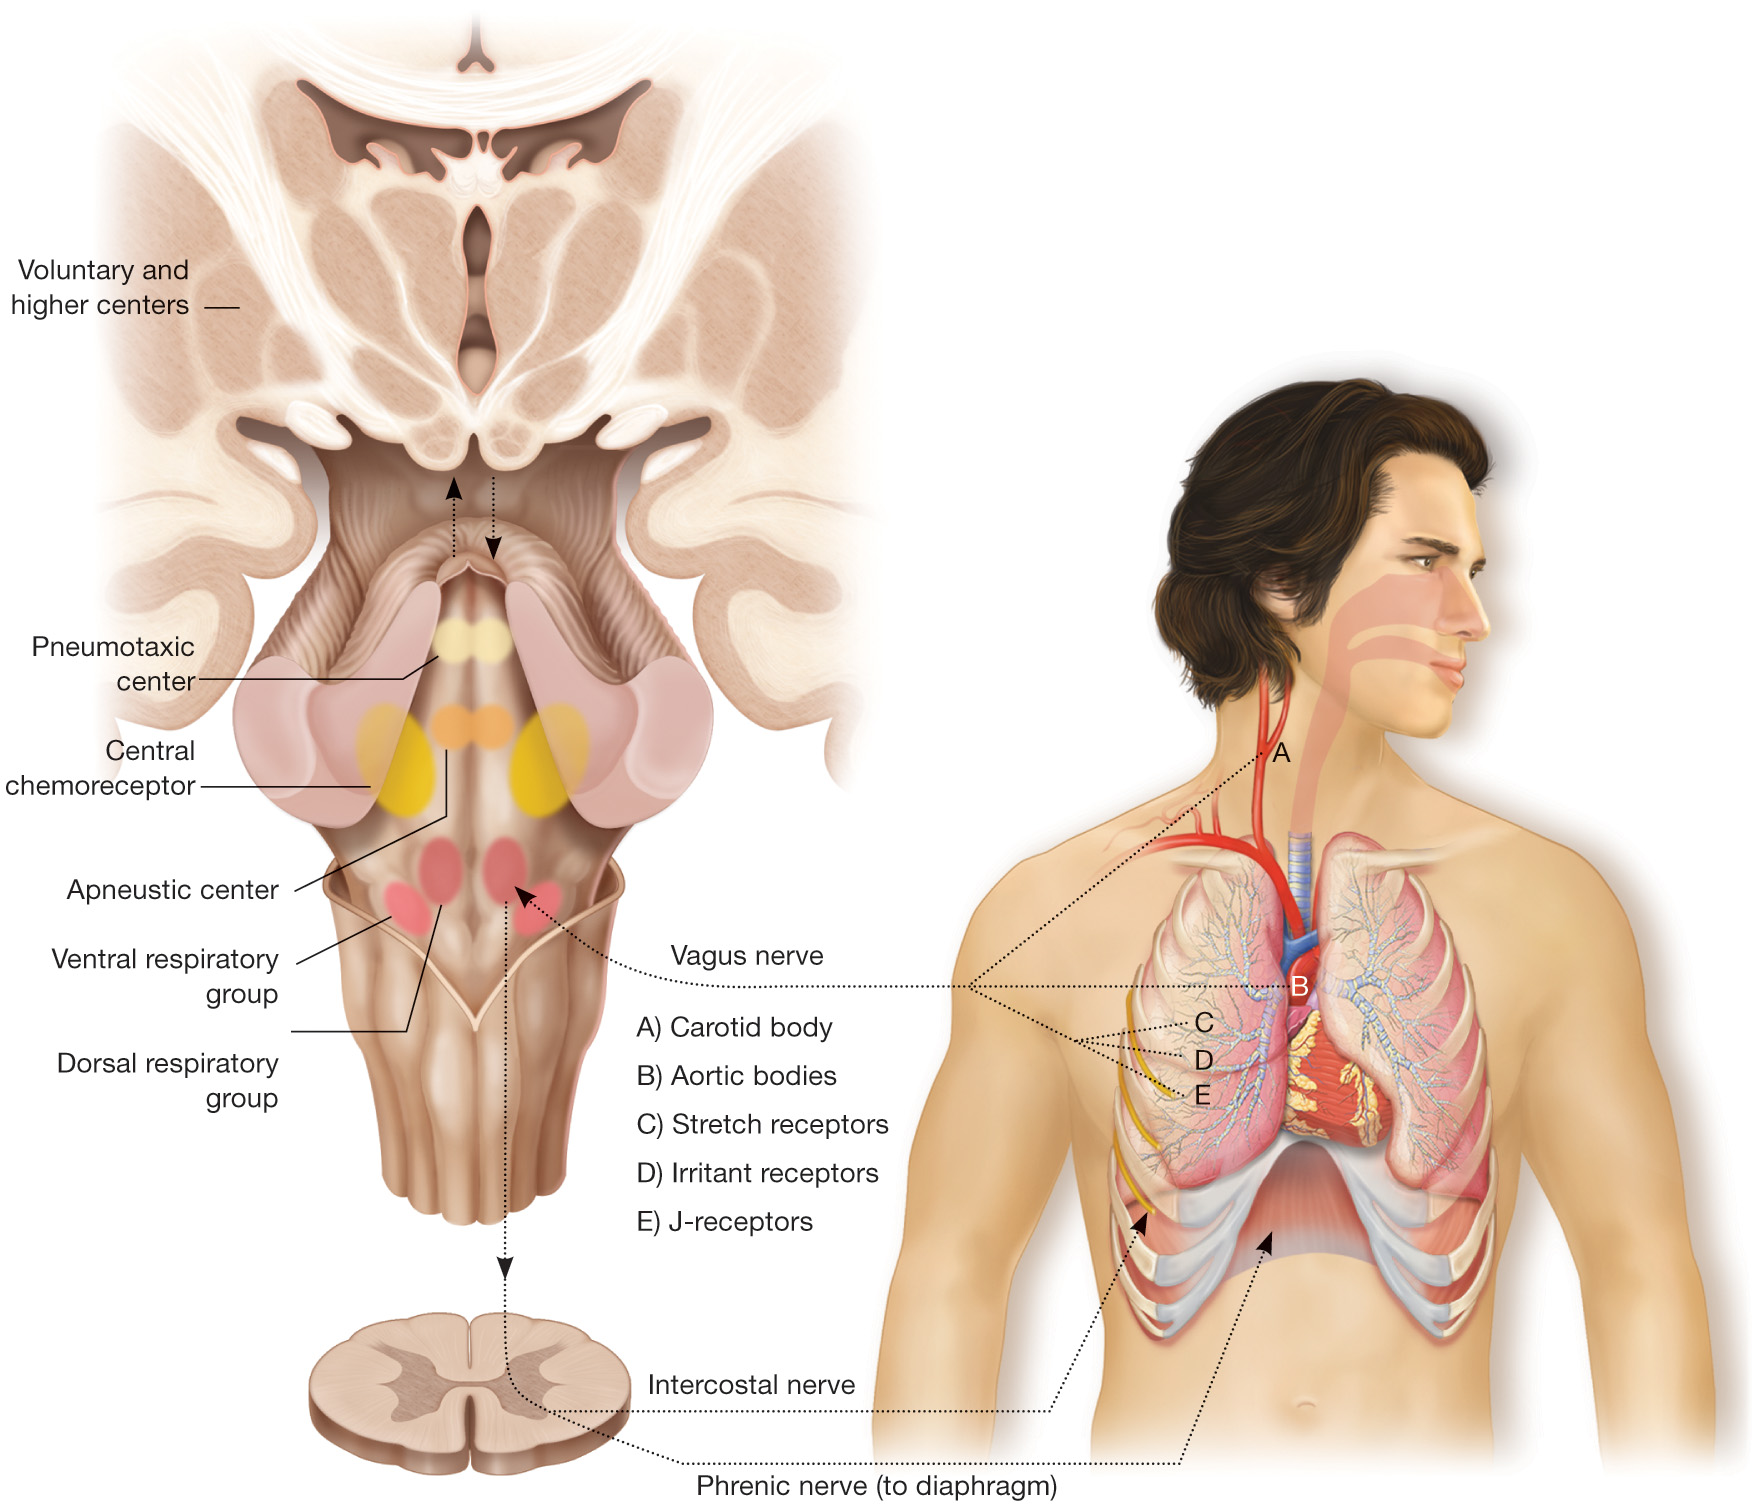 Voluntary and
higher centers
Pneumotaxic
center
Central
chemoreceptor
Apneustic center
Ventral respiratory
group
Dorsal respiratory
group
Vagus nerve
A) Carotid body
B) Aortic bodies
C) Stretch receptors
D) Irritant receptors
E) J-receptors
A
B
C
D
E
Intercostal nerve
Phrenic nerve (to diaphragm)